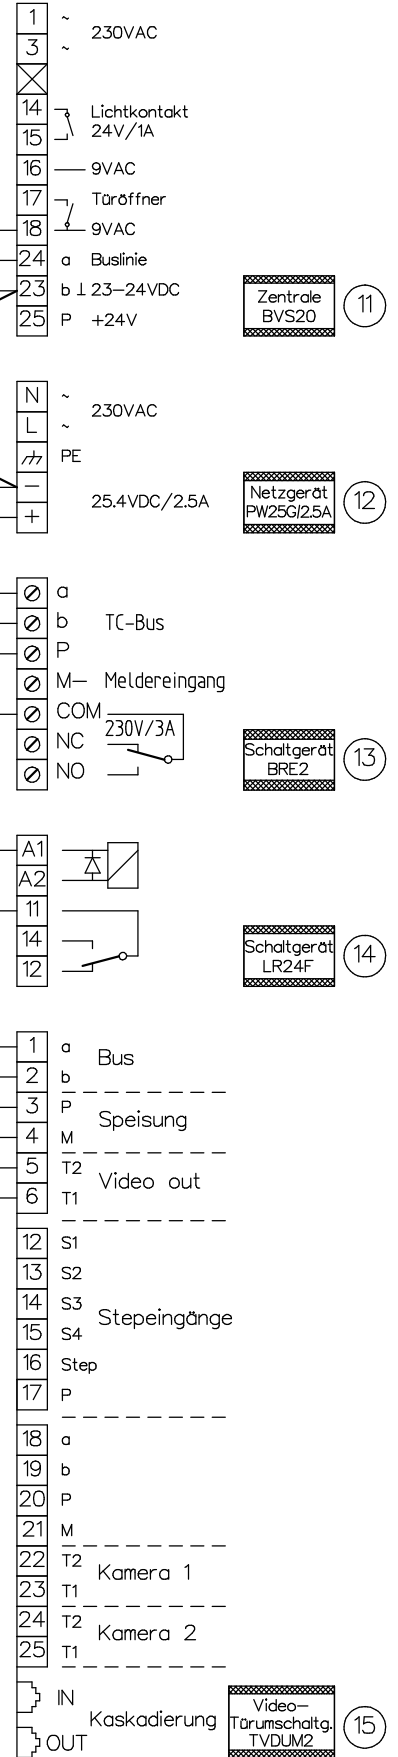 1 ~ 230VAC
3 ~
14 Lichtkontakt
15 24V/1A
16 9VAC
17 Türöffner
18 9VAC
24 a Buslinie
23 b ⊥ 23-24VDC
25 P +24V
Zentrale
BVS20
11
N ~ 230VAC
L ~
PE
− 25.4VDC/2.5A
+
Netzgerät
PW25G/2.5A
12
a
b TC-Bus
P
M− Meldereingang
COM
230V/3A
NC
NO
Schaltgerät
BRE2
13
A1
A2
11
14
12
Schaltgerät
LR24F
14
1 a Bus
2 b
3 P Speisung
4 M
5 T2 Video out
6 T1
12 S1
13 S2
14 S3 Stepeingänge
15 S4
16 Step
17 P
18 a
19 b
20 P
21 M
22 T2 Kamera 1
23 T1
24 T2 Kamera 2
25 T1
IN
Kaskadierung
OUT
Video-
Türumschaltg.
TVDUM2
15